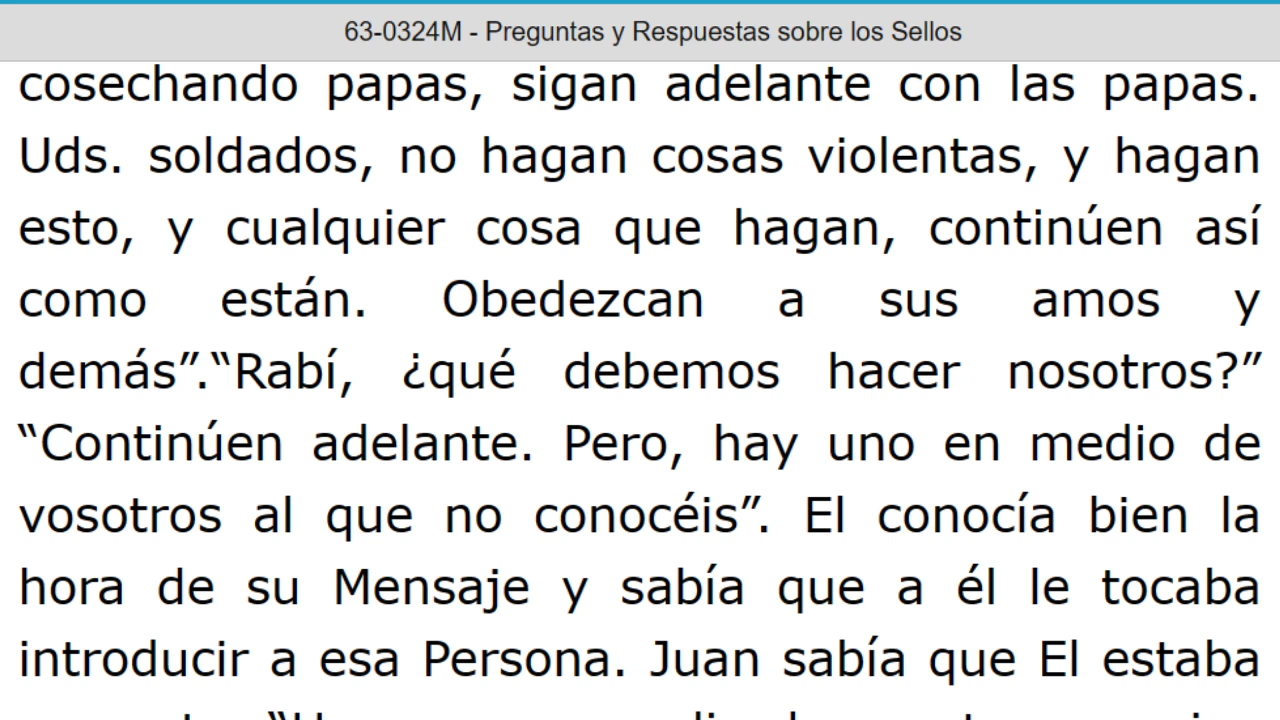 63-0324M - Preguntas y Respuestas sobre los Sellos
cosechando papas, sigan adelante con las papas.
Uds. soldados, no hagan cosas violentas, y hagan
esto, y cualquier cosa que hagan, continúen así
como están. Obedezcan a sus amos y
demás”.“Rabí, ¿qué debemos hacer nosotros?”
“Continúen adelante. Pero, hay uno en medio de
vosotros al que no conocéis”. El conocía bien la
hora de su Mensaje y sabía que a él le tocaba
introducir a esa Persona. Juan sabía que El estaba